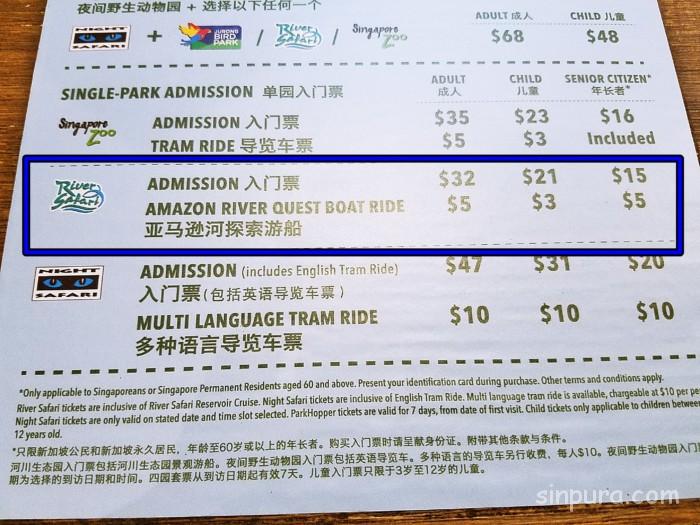 夜间野生动物园 + 选择以下任何一个
ADULT 成人 CHILD 儿童
NIGHT SAFARI + JURONG BIRD PARK / River Safari / Singapore Zoo $68 $48
SINGLE-PARK ADMISSION 单园入门票 ADULT 成人 CHILD 儿童 SENIOR CITIZEN* 年长者*
Singapore Zoo
ADMISSION 入门票 $35 $23 $16
TRAM RIDE 导览车票 $5 $3 Included
River Safari
ADMISSION 入门票 $32 $21 $15
AMAZON RIVER QUEST BOAT RIDE $5 $3 $5
亚马逊河探索游船
NIGHT SAFARI
ADMISSION (includes English Tram Ride) $47 $31 $20
入门票(包括英语导览车票)
MULTI LANGUAGE TRAM RIDE $10 $10 $10
多种语言导览车票
*Only applicable to Singaporeans or Singapore Permanent Residents aged 60 and above. Present your identification card during purchase. Other terms and conditions apply.
River Safari tickets are inclusive of River Safari Reservoir Cruise. Night Safari tickets are inclusive of English Tram Ride. Multi language tram ride is available, chargeable at $10 per
Night Safari tickets are only valid on stated date and time slot selected. ParkHopper tickets are valid for 7 days, from date of first visit. Child tickets only applicable to children between
12 years old.
*只限新加坡公民和新加坡永久居民，年龄至60岁或以上的年长者。购买入门票时请呈献身份证。附带其他条款与条件。
河川生态园入门票包括河川生态园景观游船。夜间野生动物园入门票包括英语导览车。多种语言的导览车另行收费，每人$10。夜间野生动物园入门
期为选择的到访日期和时间。四园套票从到访日期起有效7天。儿童入门票只限于3岁至12岁的儿童。
sinpura.com